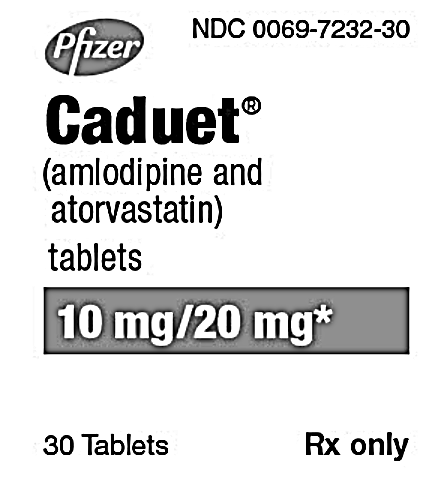 Pfizer
NDC 0069-7232-30
Caduet®
(amlodipine and
atorvastatin)
tablets
10 mg/20 mg*
30 Tablets
Rx only